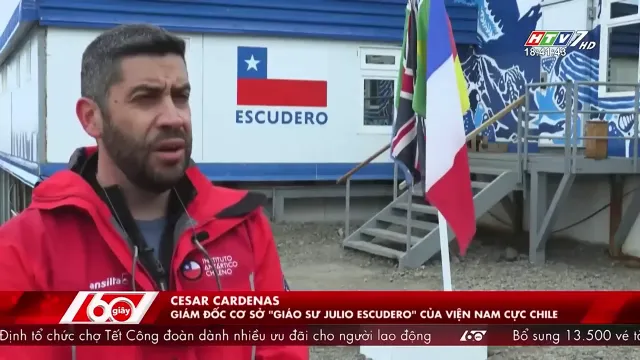 HTV7 HD
18:41:43
ESCUDERO
ensilta
INSTITUTO
ANTÁRTICO
CHILENO
60 giây
CESAR CARDENAS
GIÁM ĐỐC CƠ SỞ "GIÁO SƯ JULIO ESCUDERO" CỦA VIỆN NAM CỰC CHILE
Định tổ chức chợ Tết Công đoàn dành nhiều ưu đãi cho người lao động 60 Bổ sung 13.500 vé t